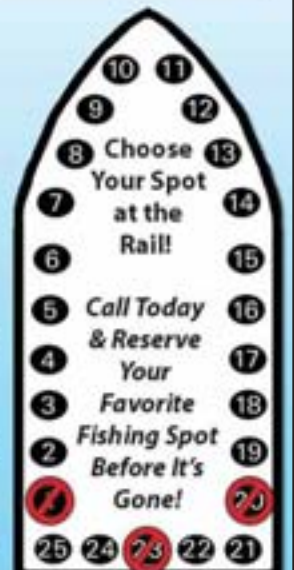 10 11
9 12
8 Choose 13
Your Spot
7 at the 14
Rail!
6 15
5 Call Today 16
& Reserve
4 Your 17
3 Favorite 18
Fishing Spot
2 Before It's 19
1 Gone! 20
25 24 23 22 21